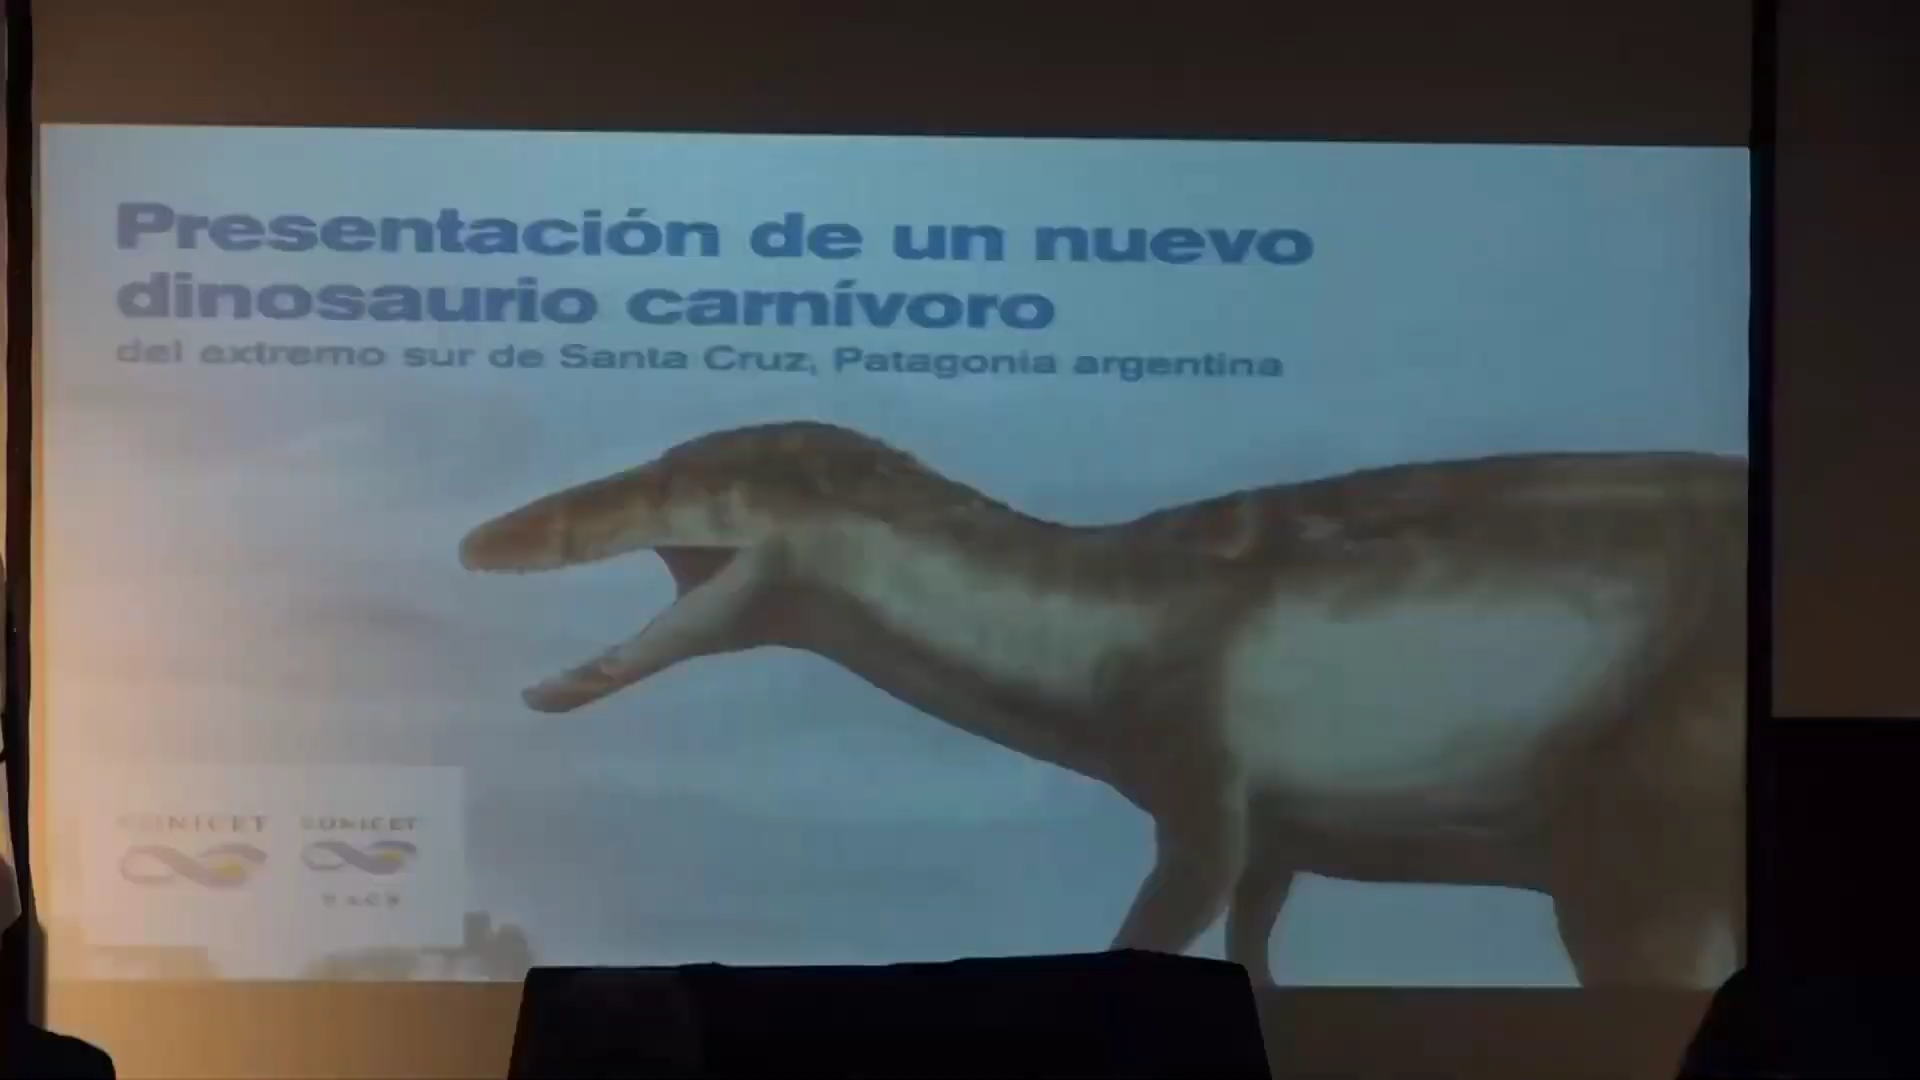 Presentación de un nuevo
dinosaurio carnívoro
del extremo sur de Santa Cruz, Patagonia argentina
CONICET CONICET